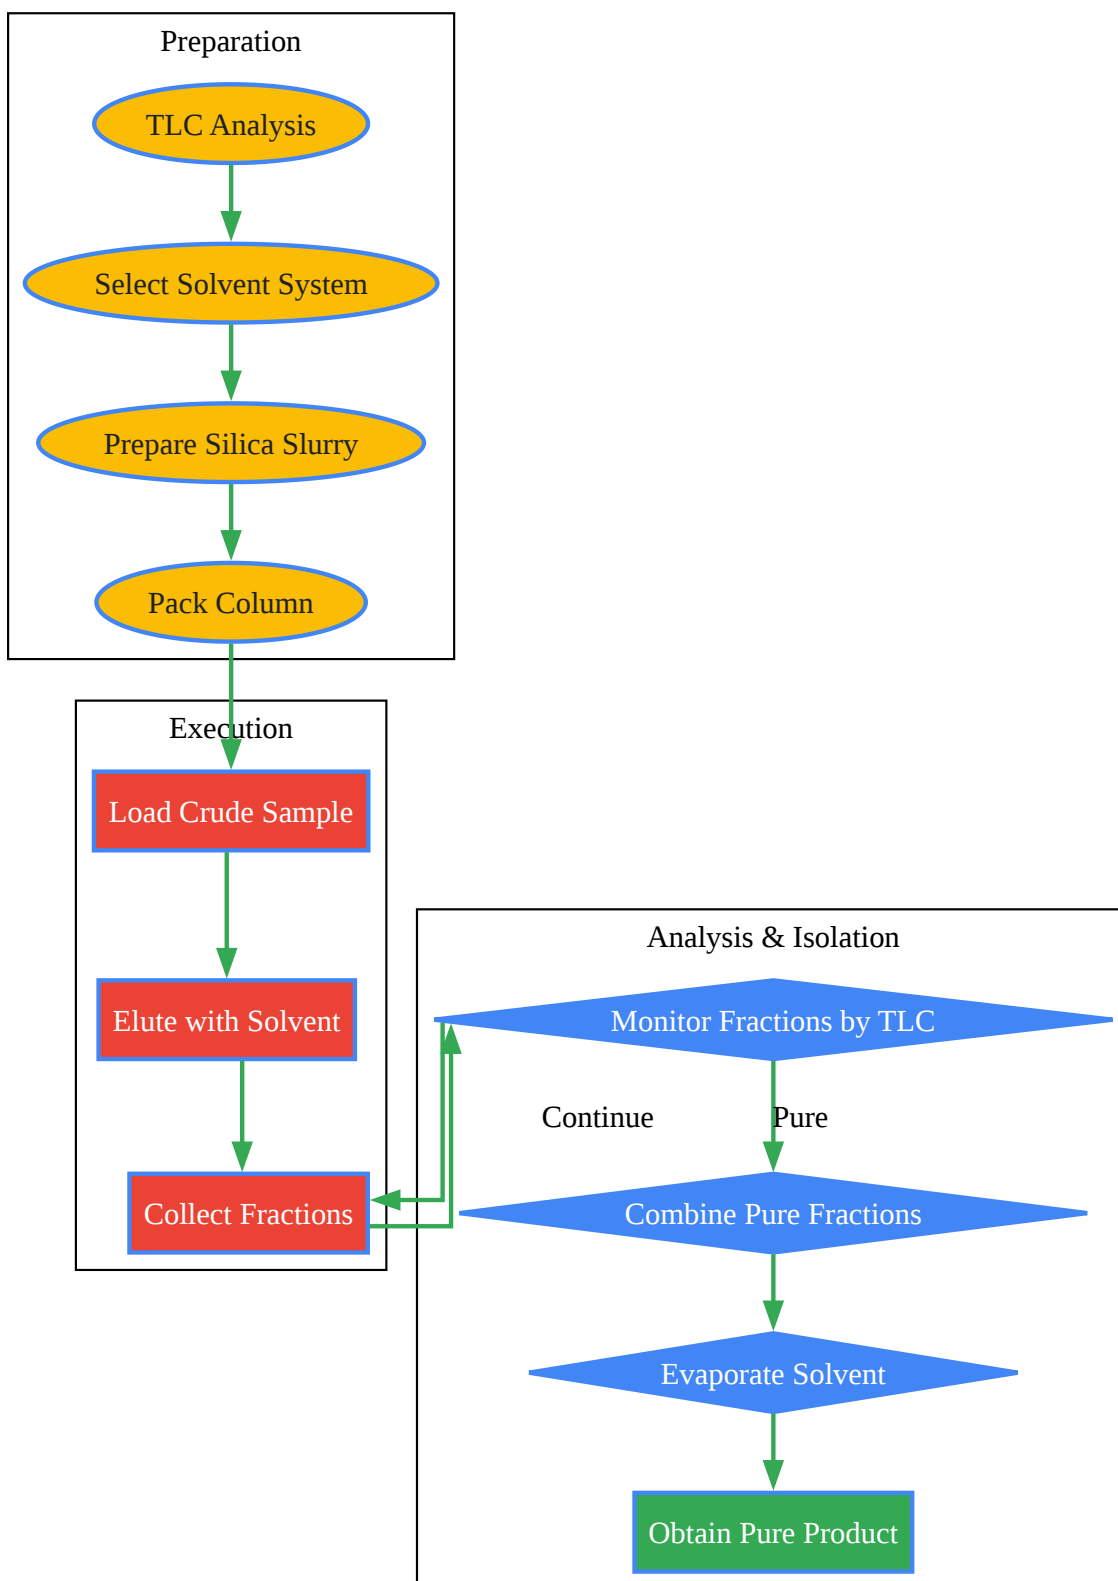 Preparation
TLC Analysis
Select Solvent System
Prepare Silica Slurry
Pack Column
Execution
Load Crude Sample
Elute with Solvent
Collect Fractions
Analysis & Isolation
Monitor Fractions by TLC
Continue
Pure
Combine Pure Fractions
Evaporate Solvent
Obtain Pure Product